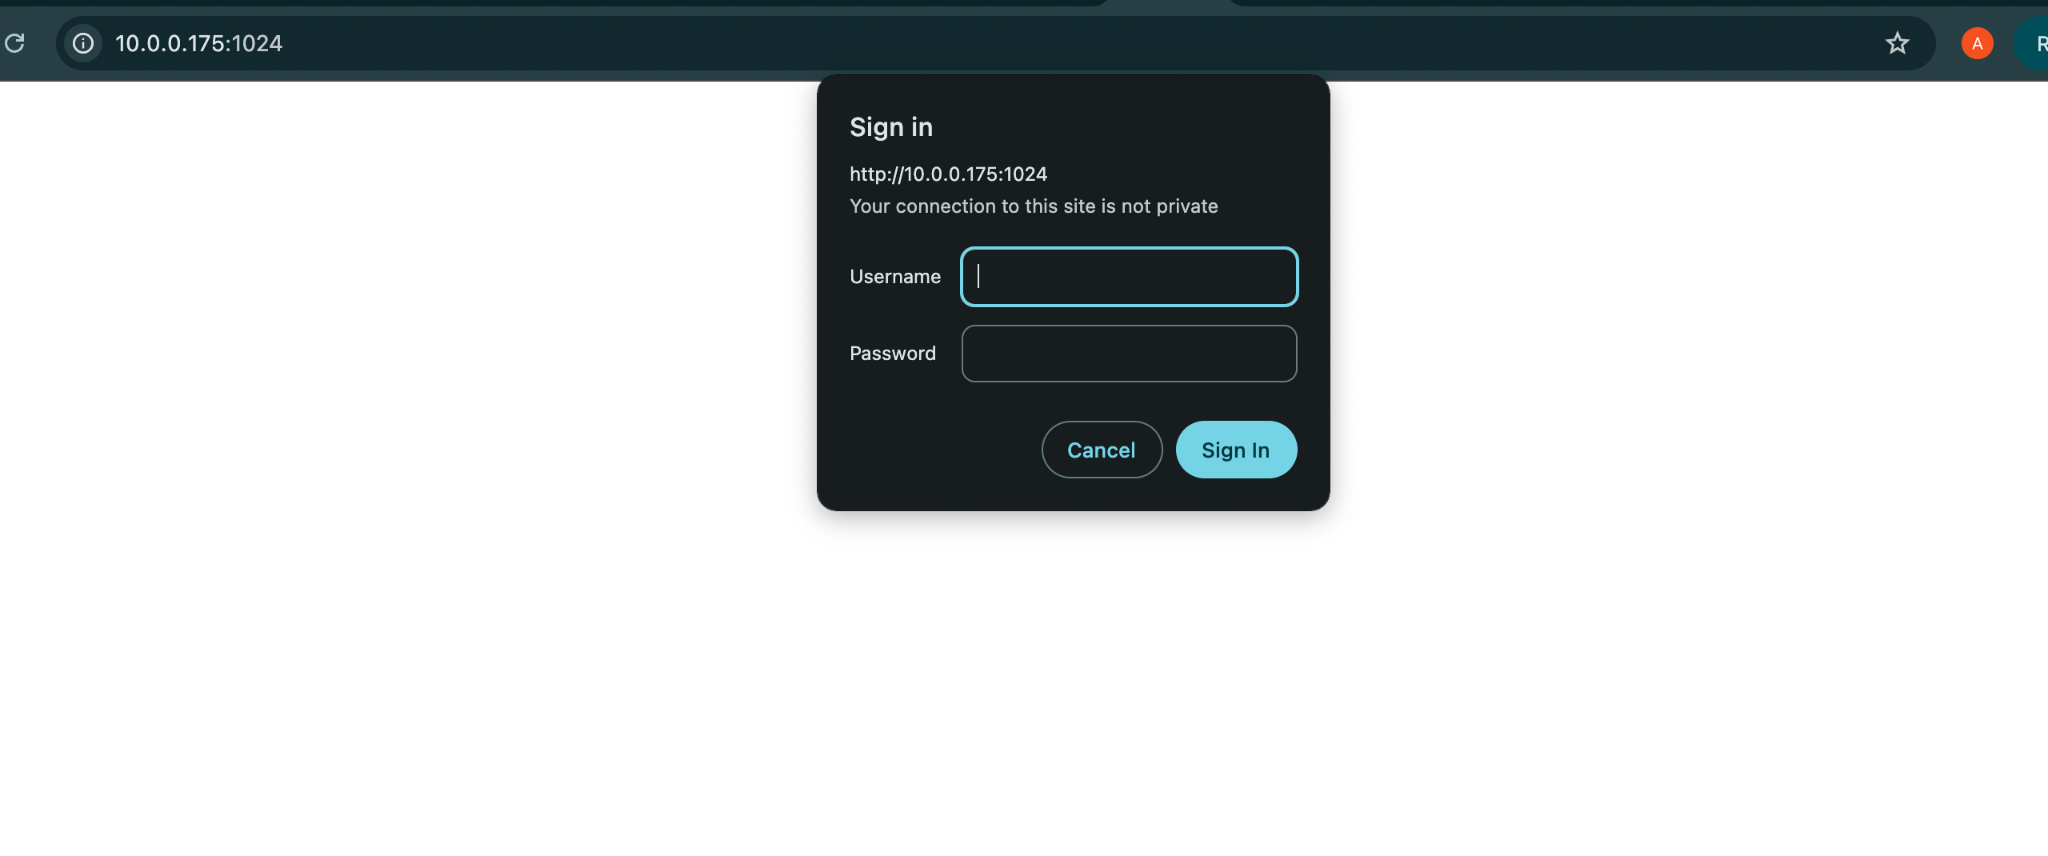 10.0.0.175:1024
A
R
Sign in
http://10.0.0.175:1024
Your connection to this site is not private
Username
Password
Cancel
Sign In